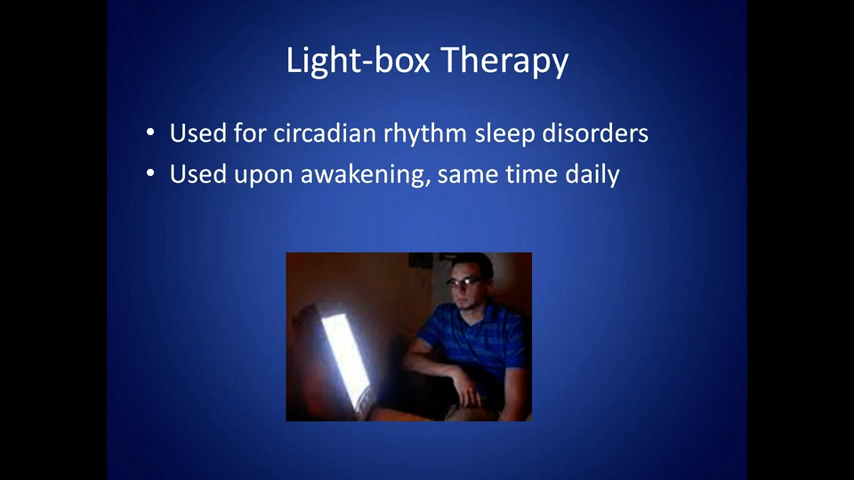 Light-box Therapy
• Used for circadian rhythm sleep disorders
• Used upon awakening, same time daily